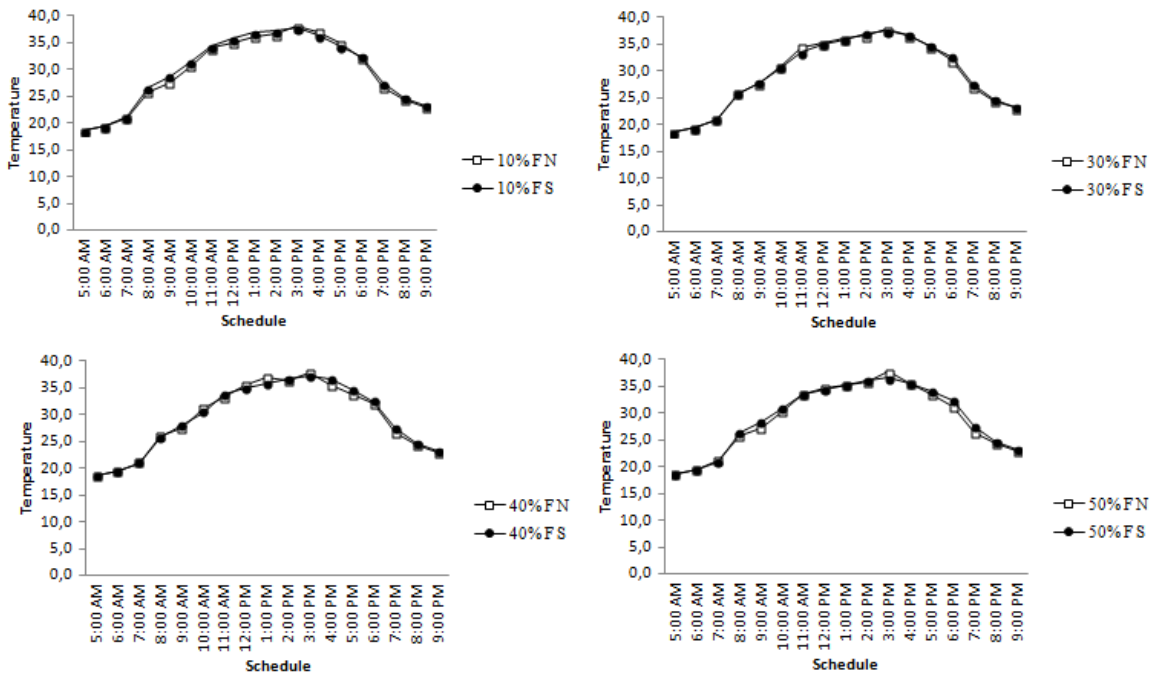 Temperature
40,0
35,0
30,0
25,0
20,0
15,0
10,0
5,0
0,0
5:00 AM
6:00 AM
7:00 AM
8:00 AM
9:00 AM
10:00 AM
11:00 AM
12:00 PM
1:00 PM
2:00 PM
3:00 PM
4:00 PM
5:00 PM
6:00 PM
7:00 PM
8:00 PM
9:00 PM
Schedule
10%FN
10%FS
Temperature
40,0
35,0
30,0
25,0
20,0
15,0
10,0
5,0
0,0
5:00 AM
6:00 AM
7:00 AM
8:00 AM
9:00 AM
10:00 AM
11:00 AM
12:00 PM
1:00 PM
2:00 PM
3:00 PM
4:00 PM
5:00 PM
6:00 PM
7:00 PM
8:00 PM
9:00 PM
Schedule
30%FN
30%FS
Temperature
40,0
35,0
30,0
25,0
20,0
15,0
10,0
5,0
0,0
5:00 AM
6:00 AM
7:00 AM
8:00 AM
9:00 AM
10:00 AM
11:00 AM
12:00 PM
1:00 PM
2:00 PM
3:00 PM
4:00 PM
5:00 PM
6:00 PM
7:00 PM
8:00 PM
9:00 PM
Schedule
40%FN
40%FS
Temperature
40,0
35,0
30,0
25,0
20,0
15,0
10,0
5,0
0,0
5:00 AM
6:00 AM
7:00 AM
8:00 AM
9:00 AM
10:00 AM
11:00 AM
12:00 PM
1:00 PM
2:00 PM
3:00 PM
4:00 PM
5:00 PM
6:00 PM
7:00 PM
8:00 PM
9:00 PM
Schedule
50%FN
50%FS